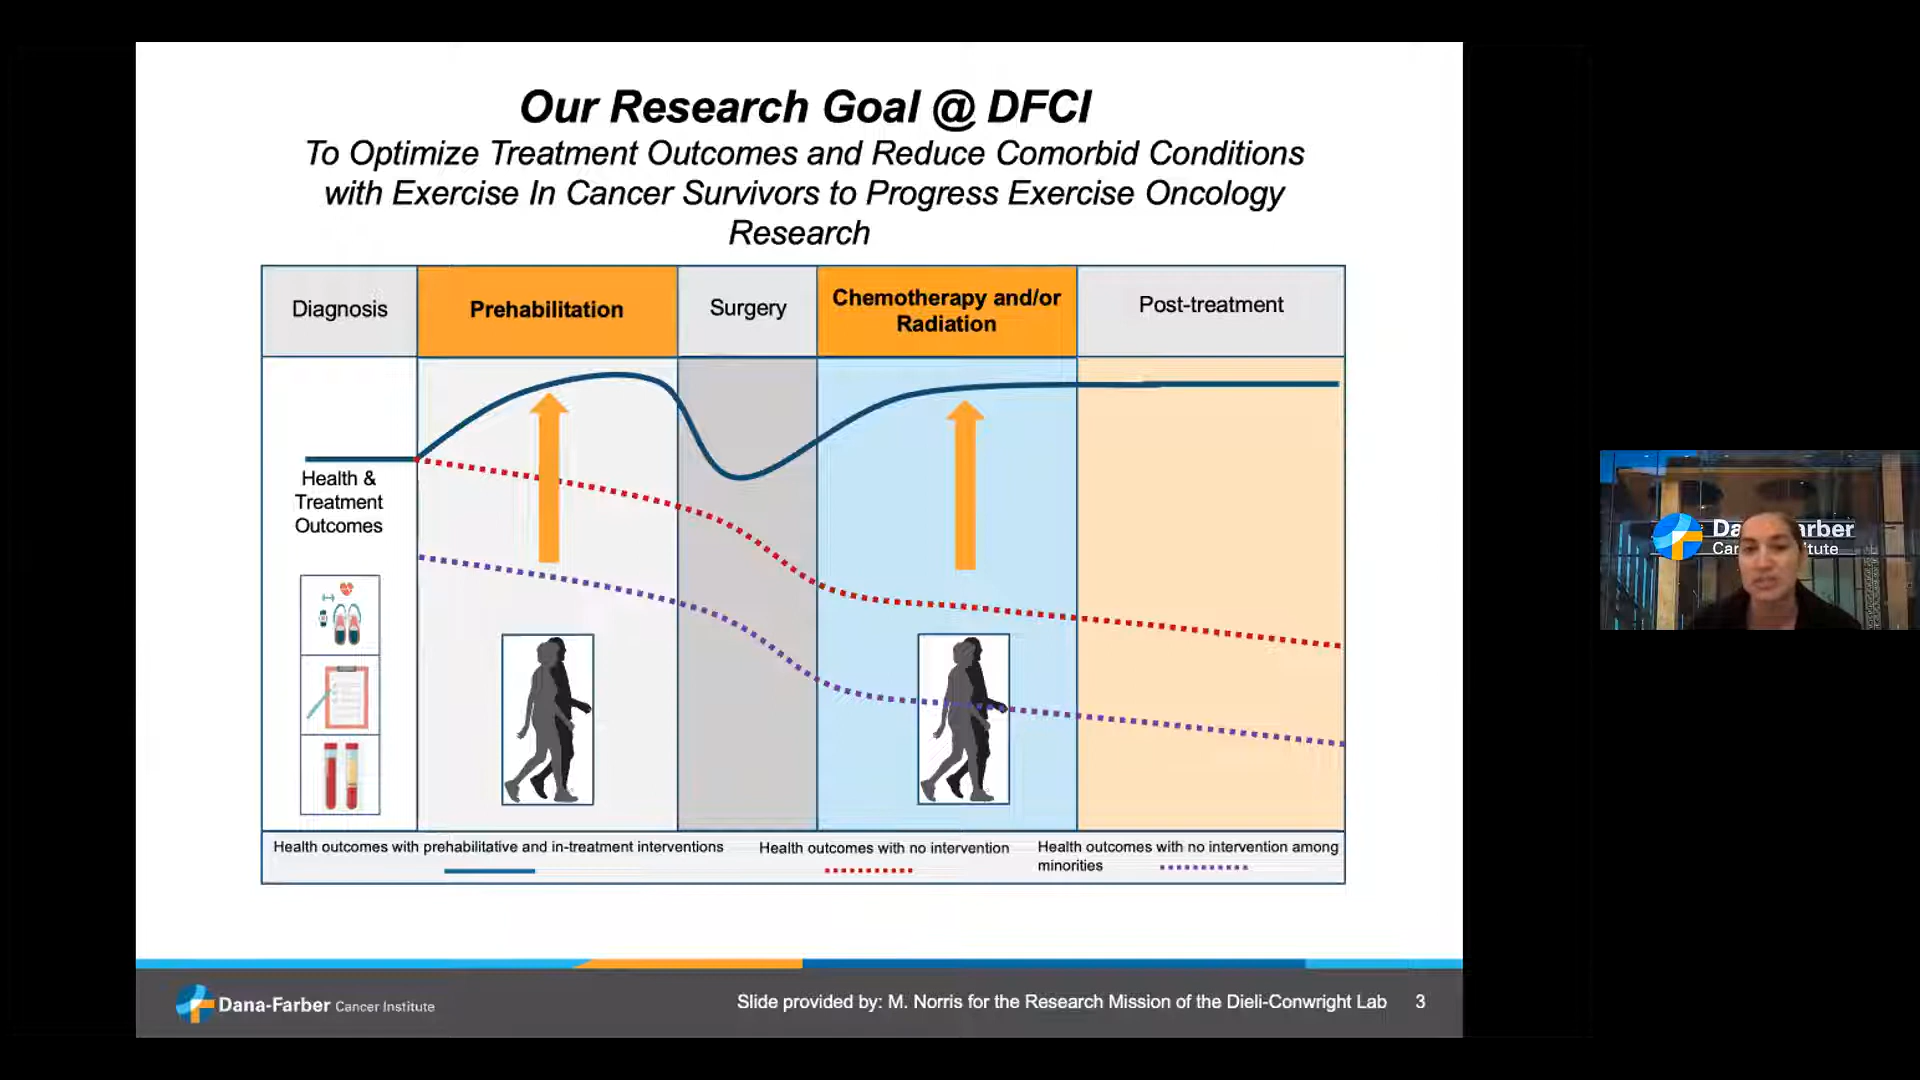 Our Research Goal @ DFCI
To Optimize Treatment Outcomes and Reduce Comorbid Conditions
with Exercise In Cancer Survivors to Progress Exercise Oncology
Research
Diagnosis
Prehabilitation
Surgery
Chemotherapy and/or
Radiation
Post-treatment
Health &
Treatment
Outcomes
Health outcomes with prehabilitative and in-treatment interventions
Health outcomes with no intervention
Health outcomes with no intervention among
minorities
Dana-Farber Cancer Institute
Slide provided by: M. Norris for the Research Mission of the Dieli-Conwright Lab
3